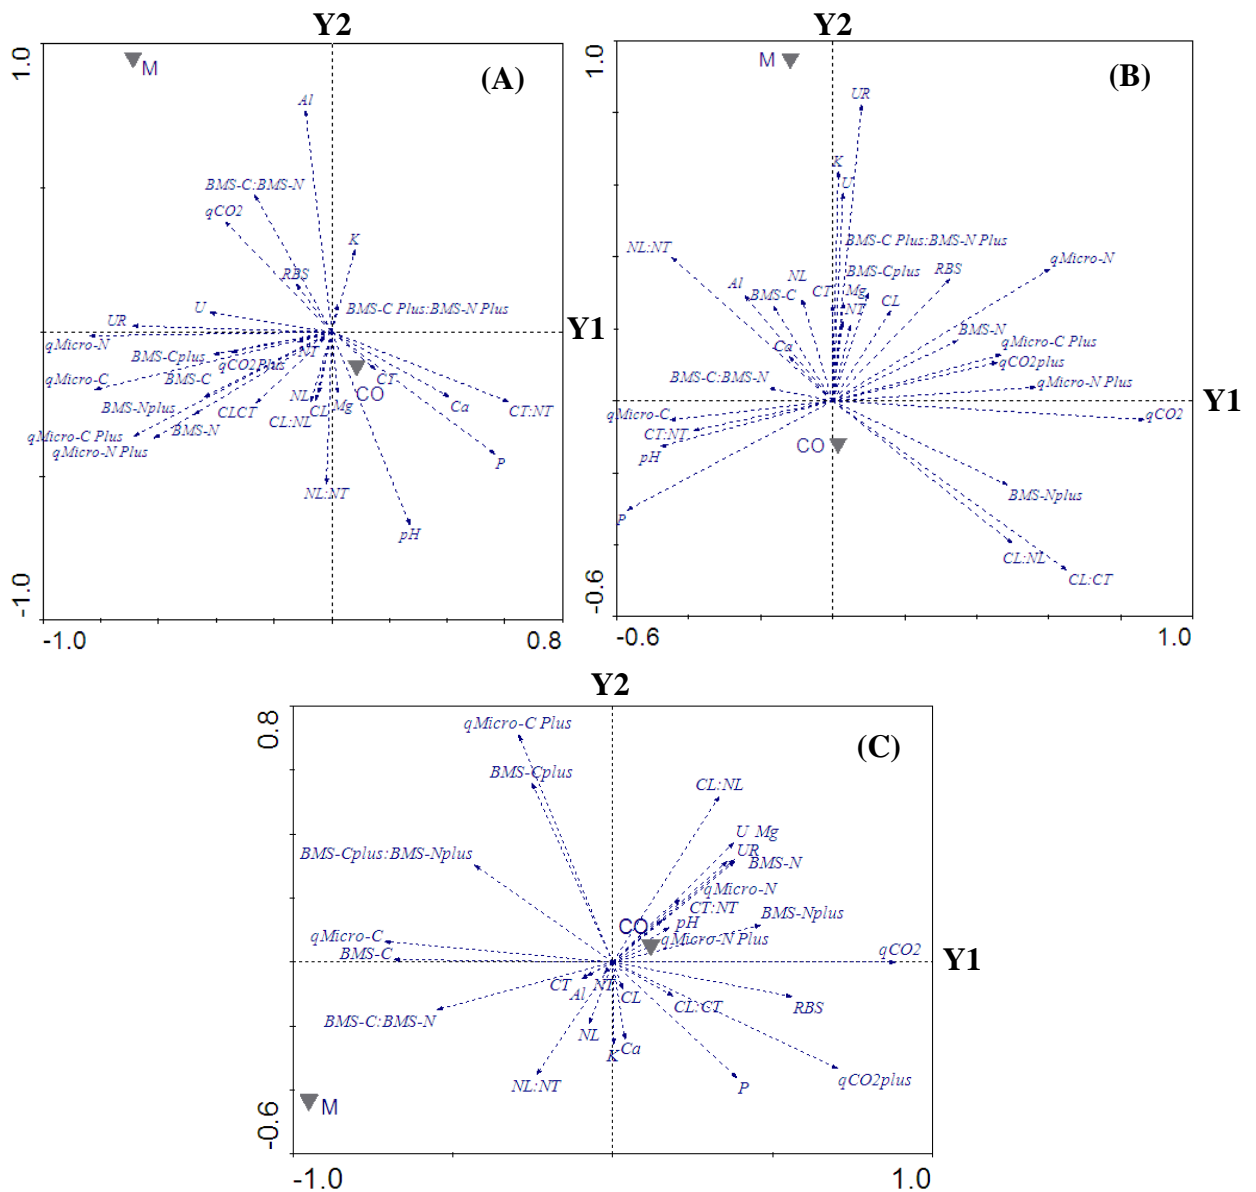 Y2
1.0
M
(A)
Al
BMS-C:BMS-N
qCO2
K
RBS
BMS-C Plus:BMS-N Plus
U
UR
Y1
qMicro-N
NT
BMS-Cplus
qCO2Plus
CT
qMicro-C
BMS-C
CO
NL
Ca
BMS-Nplus
CLCT
CL
Mg
CT:NT
CL:NL
qMicro-C Plus
BMS-N
qMicro-N Plus
P
NL:NT
pH
-1.0
-1.0
0.8
Y2
1.0
M
(B)
UR
K
U
NL:NT
BMS-C Plus:BMS-N Plus
qMicro-N
Al
NL
BMS-Cplus
RBS
BMS-C
CT
Mg
CL
NT
BMS-N
Ca
qMicro-C Plus
qCO2plus
BMS-C:BMS-N
qMicro-N Plus
Y1
qMicro-C
qCO2
CT:NT
CO
pH
BMS-Nplus
P
CL:NL
CL:CT
-0.6
-0.6
1.0
Y2
0.8
qMicro-C Plus
(C)
BMS-Cplus
CL:NL
U Mg
UR
BMS-Cplus:BMS-Nplus
BMS-N
qMicro-N
CT:NT
BMS-Nplus
CO
pH
qMicro-C
qMicro-N Plus
BMS-C
qCO2
Y1
CT
NT
Al
CL
CL:CT
RBS
BMS-C:BMS-N
NL
K
Ca
NL:NT
P
qCO2plus
M
-0.6
-1.0
1.0